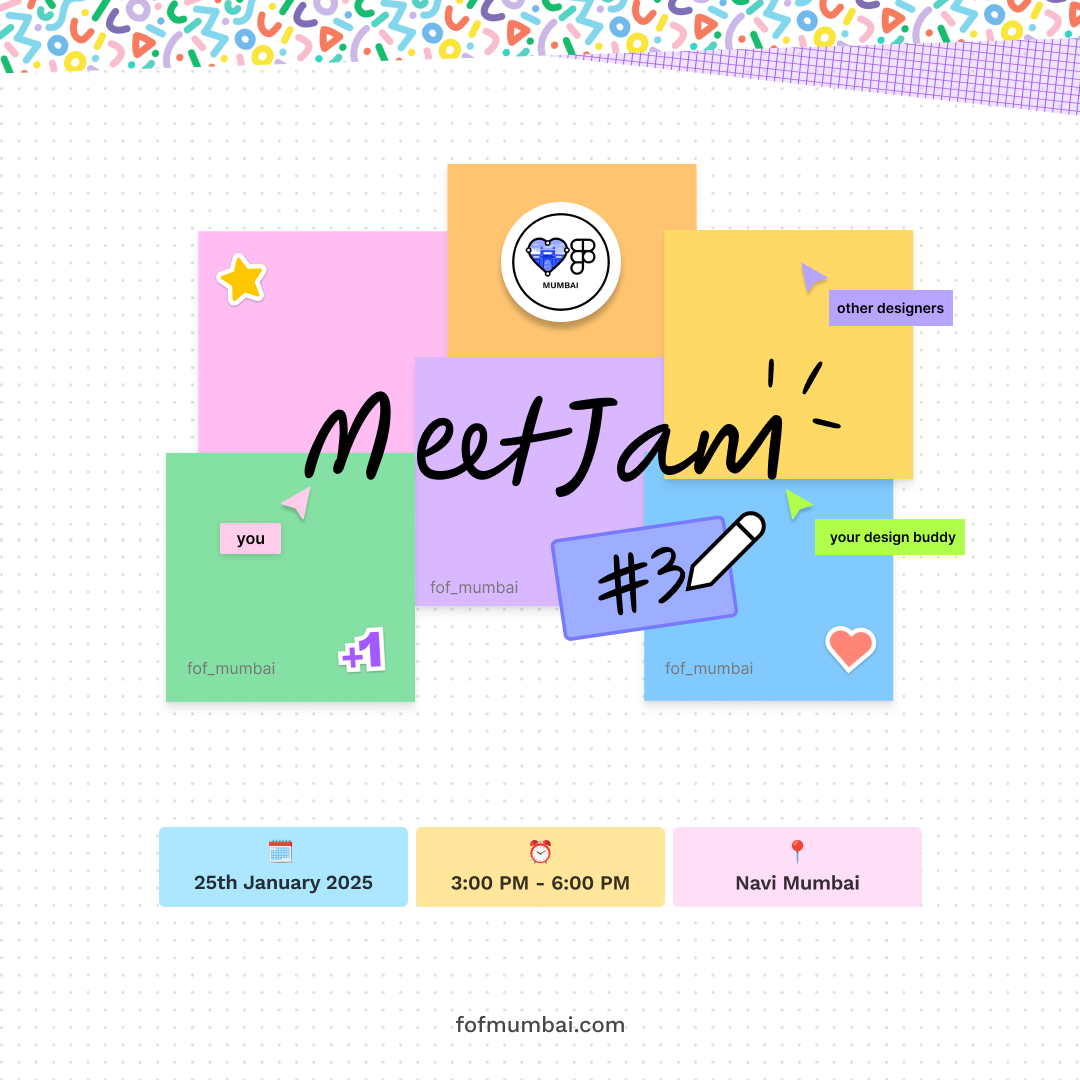 MUMBAI
other designers
MeetJam
you
your design buddy
#3
fof_mumbai
+1
fof_mumbai
fof_mumbai
25th January 2025
3:00 PM - 6:00 PM
Navi Mumbai
fofmumbai.com